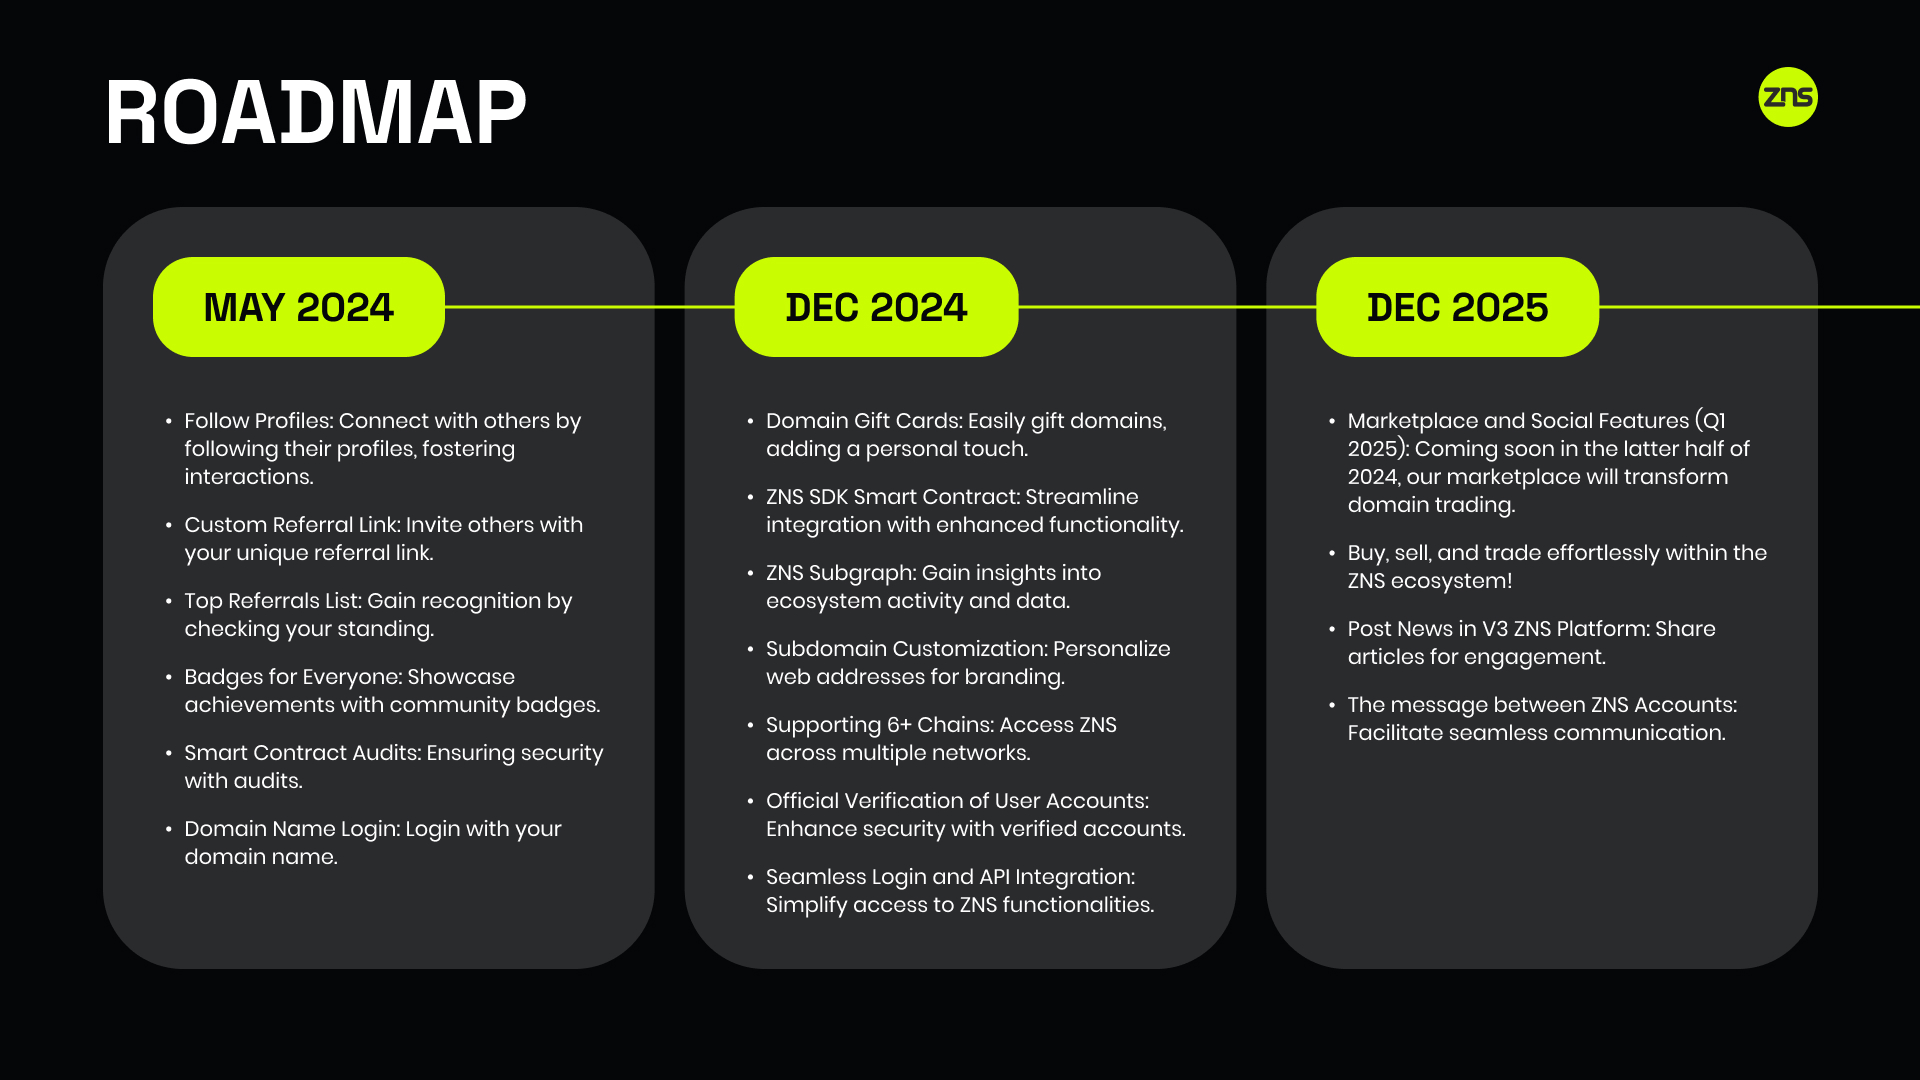 ROADMAP
zns
MAY 2024
• Follow Profiles: Connect with others by
following their profiles, fostering
interactions.
• Custom Referral Link: Invite others with
your unique referral link.
• Top Referrals List: Gain recognition by
checking your standing.
• Badges for Everyone: Showcase
achievements with community badges.
• Smart Contract Audits: Ensuring security
with audits.
• Domain Name Login: Login with your
domain name.
DEC 2024
• Domain Gift Cards: Easily gift domains,
adding a personal touch.
• ZNS SDK Smart Contract: Streamline
integration with enhanced functionality.
• ZNS Subgraph: Gain insights into
ecosystem activity and data.
• Subdomain Customization: Personalize
web addresses for branding.
• Supporting 6+ Chains: Access ZNS
across multiple networks.
• Official Verification of User Accounts:
Enhance security with verified accounts.
• Seamless Login and API Integration:
Simplify access to ZNS functionalities.
DEC 2025
• Marketplace and Social Features (Q1
2025): Coming soon in the latter half of
2024, our marketplace will transform
domain trading.
• Buy, sell, and trade effortlessly within the
ZNS ecosystem!
• Post News in V3 ZNS Platform: Share
articles for engagement.
• The message between ZNS Accounts:
Facilitate seamless communication.